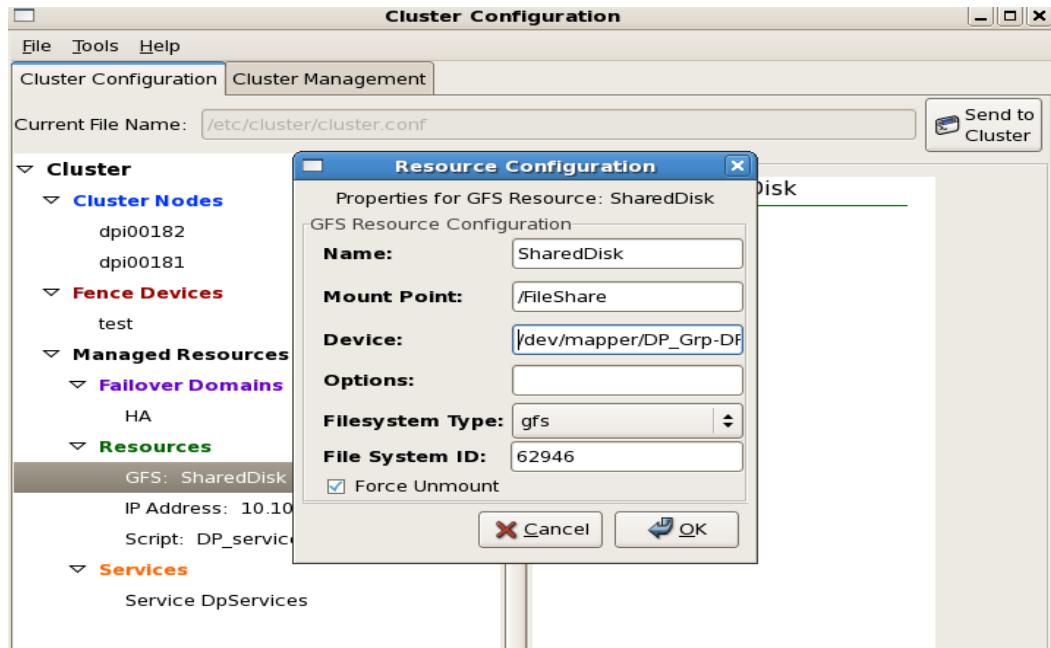 Cluster Configuration
File Tools Help
Cluster Configuration Cluster Management
Current File Name: /etc/cluster/cluster.conf
Send to
Cluster
Cluster
Cluster Nodes
dpi00182
dpi00181
Fence Devices
test
Managed Resources
Failover Domains
HA
Resources
GFS: SharedDisk
IP Address: 10.10
Script: DP_servic
Services
Service DpServices
Disk
Resource Configuration
Properties for GFS Resource: SharedDisk
GFS Resource Configuration
Name: SharedDisk
Mount Point: /FileShare
Device: /dev/mapper/DP_Grp-DP
Options:
Filesystem Type: gfs
File System ID: 62946
Force Unmount
Cancel OK